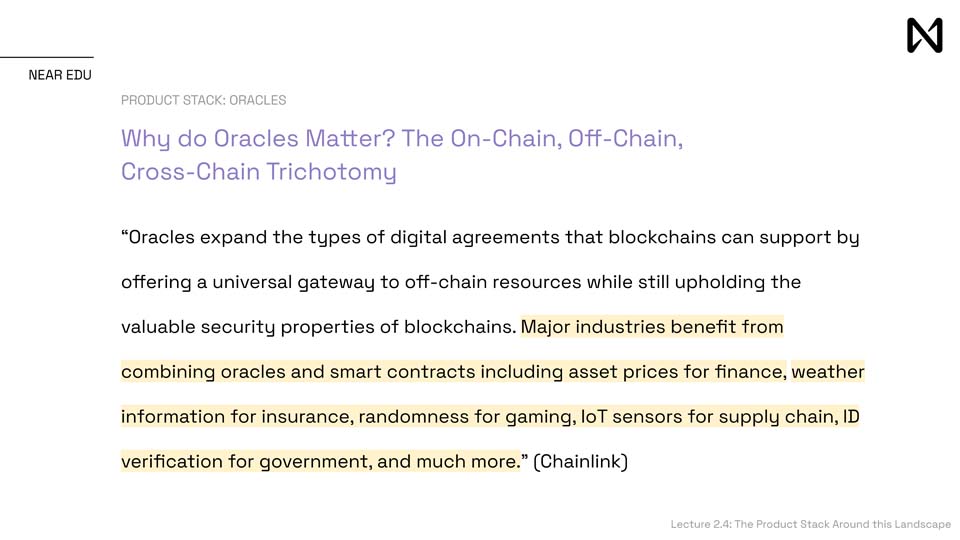 NEAR EDU
PRODUCT STACK: ORACLES
Why do Oracles Matter? The On-Chain, Off-Chain,
Cross-Chain Trichotomy
“Oracles expand the types of digital agreements that blockchains can support by
offering a universal gateway to off-chain resources while still upholding the
valuable security properties of blockchains. Major industries benefit from
combining oracles and smart contracts including asset prices for finance, weather
information for insurance, randomness for gaming, IoT sensors for supply chain, ID
verification for government, and much more.” (Chainlink)
Lecture 2.4: The Product Stack Around this Landscape